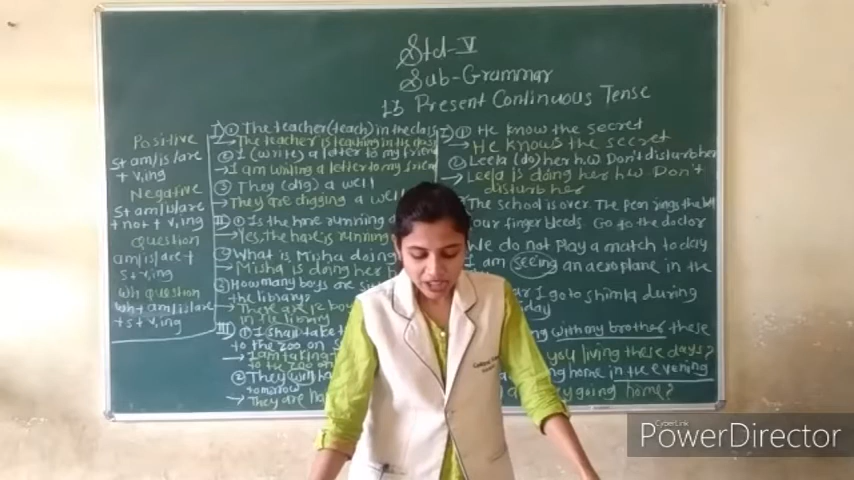 Std-V
Sub-Grammar
13 Present Continuous Tense
Positive
s+ am/is/are
+ v,ing
Negative
s+ am/is/are
+ not + v,ing
Question
am/is/are +
s+v,ing
Wh question
wh + am/is/are
+ s + v,ing
I) ① The teacher (teach) in the class
→ The teacher is teaching in the class
② I (write) a letter to my friend
→ I am writing a letter to my friend
③ They (dig) a well
→ They are digging a well
II) ① Is the hare running
→ Yes, the hare is running
② What is Misha doing
→ Misha is doing her
③ How many boys are
the library
→ There are 12 boys
in the library
III ① I shall take
to the zoo on
→ I am taking
to the zoo on
② They will
tomorrow
→ They are
I) ① He know the secret
→ He knows the secret
② Leela (do) her h.w Don't disturb her
→ Leela is doing her h.w Don't
disturb her
The school is over. The peon rings the bell
our finger bleeds. Go to the doctor
We do not play a match today
I am seeing an aeroplane in the
I go to shimla during
with my brother these
you living these days?
home in the evening
going home?
CyberLink
PowerDirector